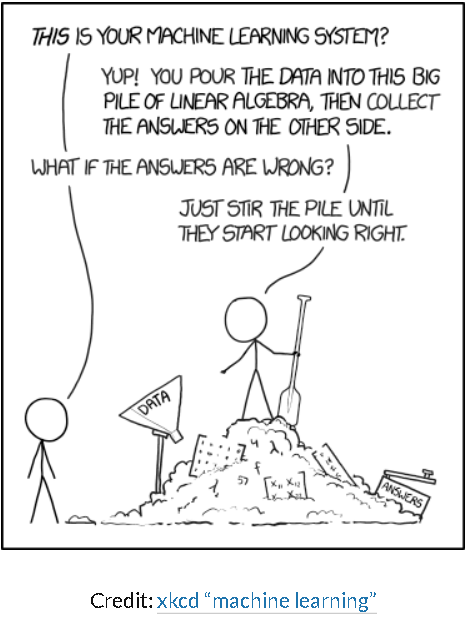 THIS IS YOUR MACHINE LEARNING SYSTEM?
YUP! YOU POUR THE DATA INTO THIS BIG
PILE OF LINEAR ALGEBRA, THEN COLLECT
THE ANSWERS ON THE OTHER SIDE.
WHAT IF THE ANSWERS ARE WRONG?
JUST STIR THE PILE UNTIL
THEY START LOOKING RIGHT.
DATA
ANSWERS
Credit: xkcd “machine learning”